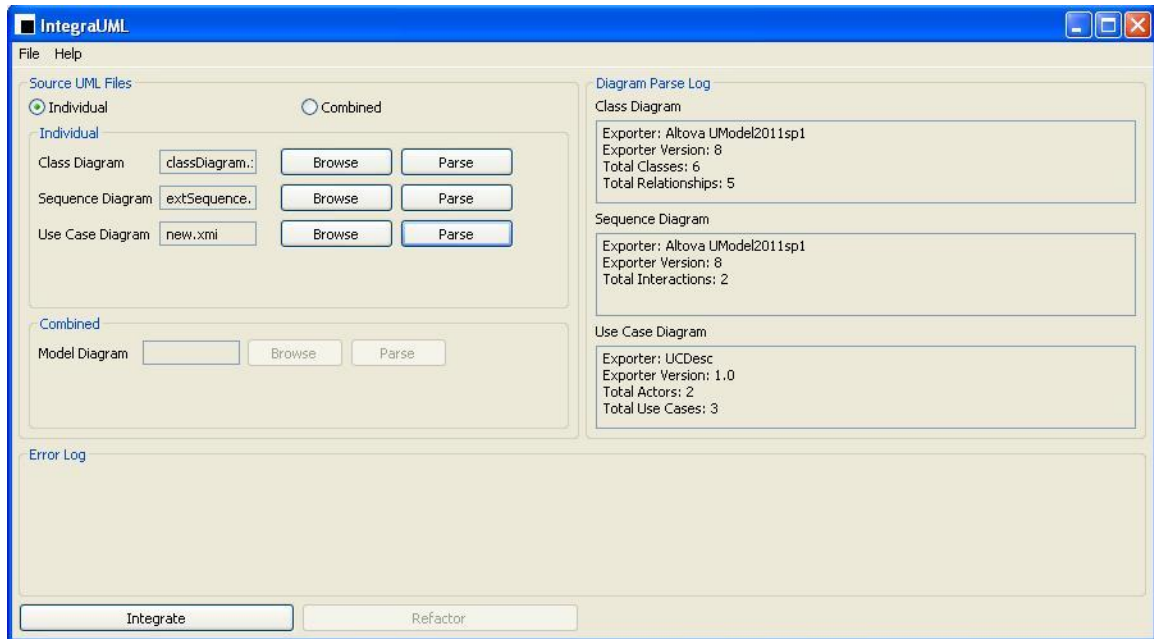 IntegraUML
File Help
Source UML Files
Individual Combined
Individual
Class Diagram classDiagram.: Browse Parse
Sequence Diagram extSequence. Browse Parse
Use Case Diagram new.xmi Browse Parse
Combined
Model Diagram Browse Parse
Diagram Parse Log
Class Diagram
Exporter: Altova UModel2011sp1
Exporter Version: 8
Total Classes: 6
Total Relationships: 5
Sequence Diagram
Exporter: Altova UModel2011sp1
Exporter Version: 8
Total Interactions: 2
Use Case Diagram
Exporter: UCDesc
Exporter Version: 1.0
Total Actors: 2
Total Use Cases: 3
Error Log
Integrate Refactor